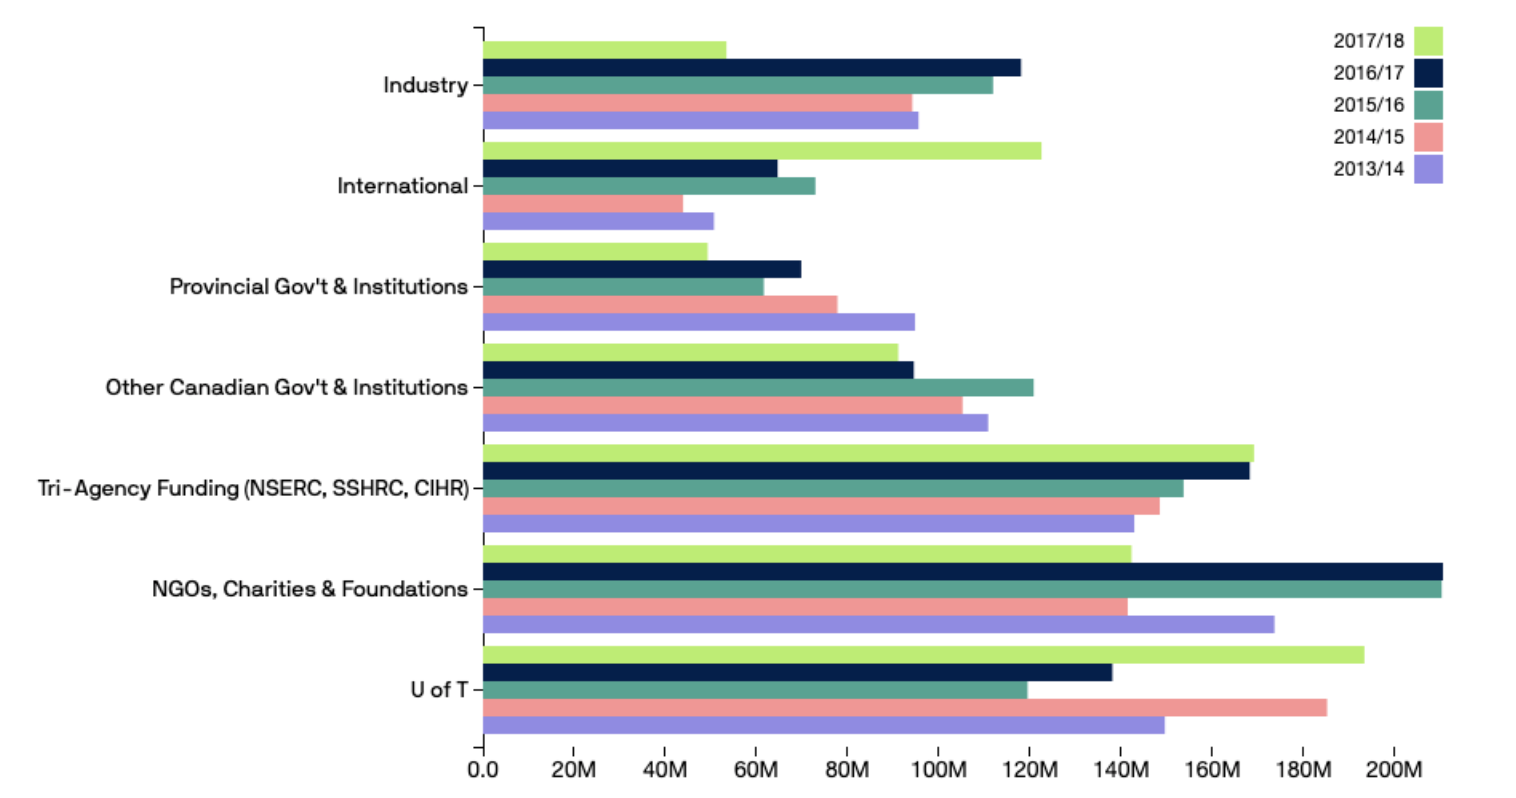 2017/18
2016/17
2015/16
2014/15
2013/14
Industry
International
Provincial Gov't & Institutions
Other Canadian Gov't & Institutions
Tri-Agency Funding (NSERC, SSHRC, CIHR)
NGOs, Charities & Foundations
U of T
0.0 20M 40M 60M 80M 100M 120M 140M 160M 180M 200M